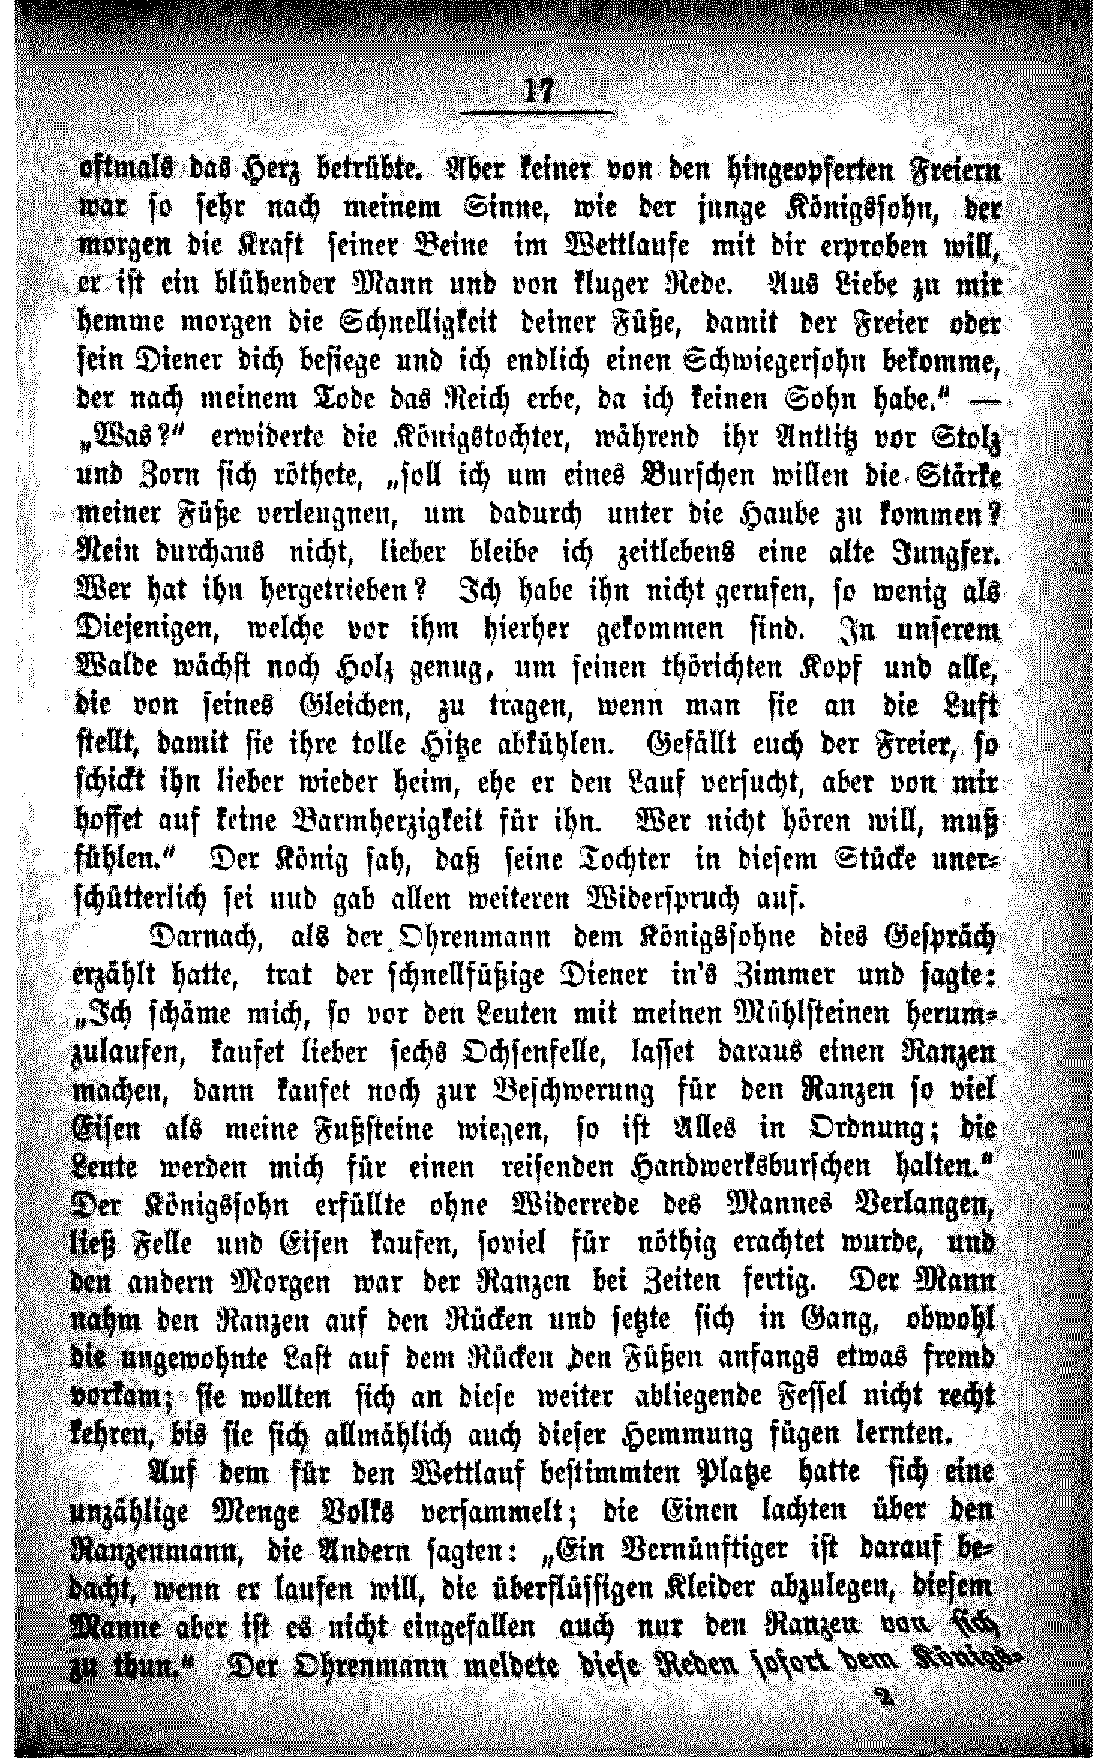 17
oftmals das Herz betrübte. Aber keiner von den hingeopferten Freiern
war so sehr nach meinem Sinne, wie der junge Königssohn, der
morgen die Kraft seiner Beine im Wettlaufe mit dir erproben will,
er ist ein blühender Mann und von kluger Rede. Aus Liebe zu mir
hemme morgen die Schnelligkeit deiner Füße, damit der Freier oder
sein Diener dich besiege und ich endlich einen Schwiegersohn bekomme,
der nach meinem Tode das Reich erbe, da ich keinen Sohn habe.“ —
„Was?“ erwiderte die Königstochter, während ihr Antlitz vor Stolz
und Zorn sich röthete, „soll ich um eines Burschen willen die Stärke
meiner Füße verleugnen, um dadurch unter die Haube zu kommen?
Nein durchaus nicht, lieber bleibe ich zeitlebens eine alte Jungfer.
Wer hat ihn hergetrieben? Ich habe ihn nicht gerufen, so wenig als
Diejenigen, welche vor ihm hierher gekommen sind. In unserem
Walde wächst noch Holz genug, um seinen thörichten Kopf und alle,
die von seines Gleichen, zu tragen, wenn man sie an die Luft
stellt, damit sie ihre tolle Hitze abkühlen. Gefällt euch der Freier, so
schickt ihn lieber wieder heim, ehe er den Lauf versucht, aber von mir
hoffet auf keine Barmherzigkeit für ihn. Wer nicht hören will, muß
fühlen.“ Der König sah, daß seine Tochter in diesem Stücke uner-
schütterlich sei und gab allen weiteren Widerspruch auf.
Darnach, als der Ohrenmann dem Königssohne dies Gespräch
erzählt hatte, trat der schnellfüßige Diener in's Zimmer und sagte:
„Ich schäme mich, so vor den Leuten mit meinen Mühlsteinen herum-
zulaufen, kaufet lieber sechs Ochsenfelle, lasset daraus einen Ranzen
machen, dann kaufet noch zur Beschwerung für den Ranzen so viel
Eisen als meine Fußsteine wiegen, so ist Alles in Ordnung; die
Leute werden mich für einen reisenden Handwerksburschen halten.“
Der Königssohn erfüllte ohne Widerrede des Mannes Verlangen,
ließ Felle und Eisen kaufen, soviel für nöthig erachtet wurde, und
den andern Morgen war der Ranzen bei Zeiten fertig. Der Mann
nahm den Ranzen auf den Rücken und setzte sich in Gang, obwohl
die ungewohnte Last auf dem Rücken den Füßen anfangs etwas fremd
vorkam; sie wollten sich an diese weiter abliegende Fessel nicht recht
kehren, bis sie sich allmählich auch dieser Hemmung fügen lernten.
Auf dem für den Wettlauf bestimmten Platze hatte sich eine
unzählige Menge Volks versammelt; die Einen lachten über den
Ranzenmann, die Andern sagten: „Ein Vernünftiger ist darauf be-
dacht, wenn er laufen will, die überflüssigen Kleider abzulegen, diesem
Manne aber ist es nicht eingefallen auch nur den Ranzen von sich
zu thun.“ Der Ohrenmann meldete diese Reden sofort dem Königs-
2